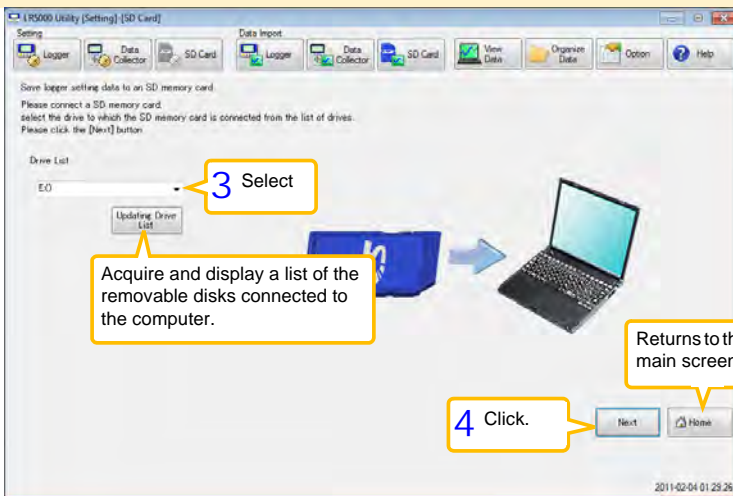 LR5000 Utility [Setting]-[SD Card]
Setting
Data Import
Logger
Data
Collector
SD Card
Logger
Data
Collector
SD Card
View
Data
Organize
Data
Option
Help
Save logger setting data to an SD memory card
Please connect a SD memory card.
select the drive to which the SD memory card is connected from the list of drives.
Please click the [Next] button
Drive List
3 Select
Updating Drive
List
Acquire and display a list of the
removable disks connected to
the computer.
Returns to th
main screen
4 Click.
Next
Home
2011-02-04 01:29:26